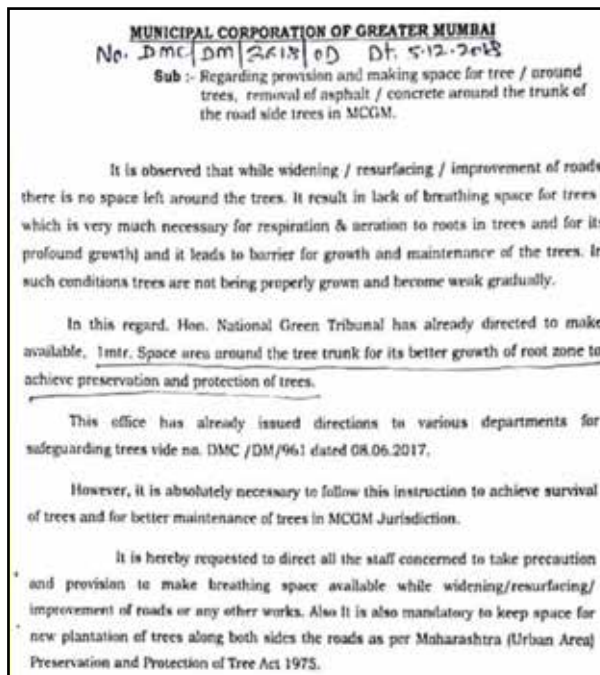 MUNICIPAL CORPORATION OF GREATER MUMBAI
No. DMC/DM/2618/OD Dt. 5.12.2018
Sub :- Regarding provision and making space for tree / around
trees, removal of asphalt / concrete around the trunk of
the road side trees in MCGM.
It is observed that while widening / resurfacing / improvement of roads
there is no space left around the trees. It result in lack of breathing space for trees
which is very much necessary for respiration & aeration to roots in trees and for its
profound growth) and it leads to barrier for growth and maintenance of the trees. In
such conditions trees are not being properly grown and become weak gradually.
In this regard. Hon. National Green Tribunal has already directed to make
available, 1mtr. Space area around the tree trunk for its better growth of root zone to
achieve preservation and protection of trees.
This office has already issued directions to various departments for
safeguarding trees vide no. DMC /DM/961 dated 08.06.2017.
However, it is absolutely necessary to follow this instruction to achieve survival
of trees and for better maintenance of trees in MCGM Jurisdiction.
It is hereby requested to direct all the staff concerned to take precaution
and provision to make breathing space available while widening/resurfacing/
improvement of roads or any other works. Also It is also mandatory to keep space for
new plantation of trees along both sides the roads as per Maharashtra (Urban Area)
Preservation and Protection of Tree Act 1975.